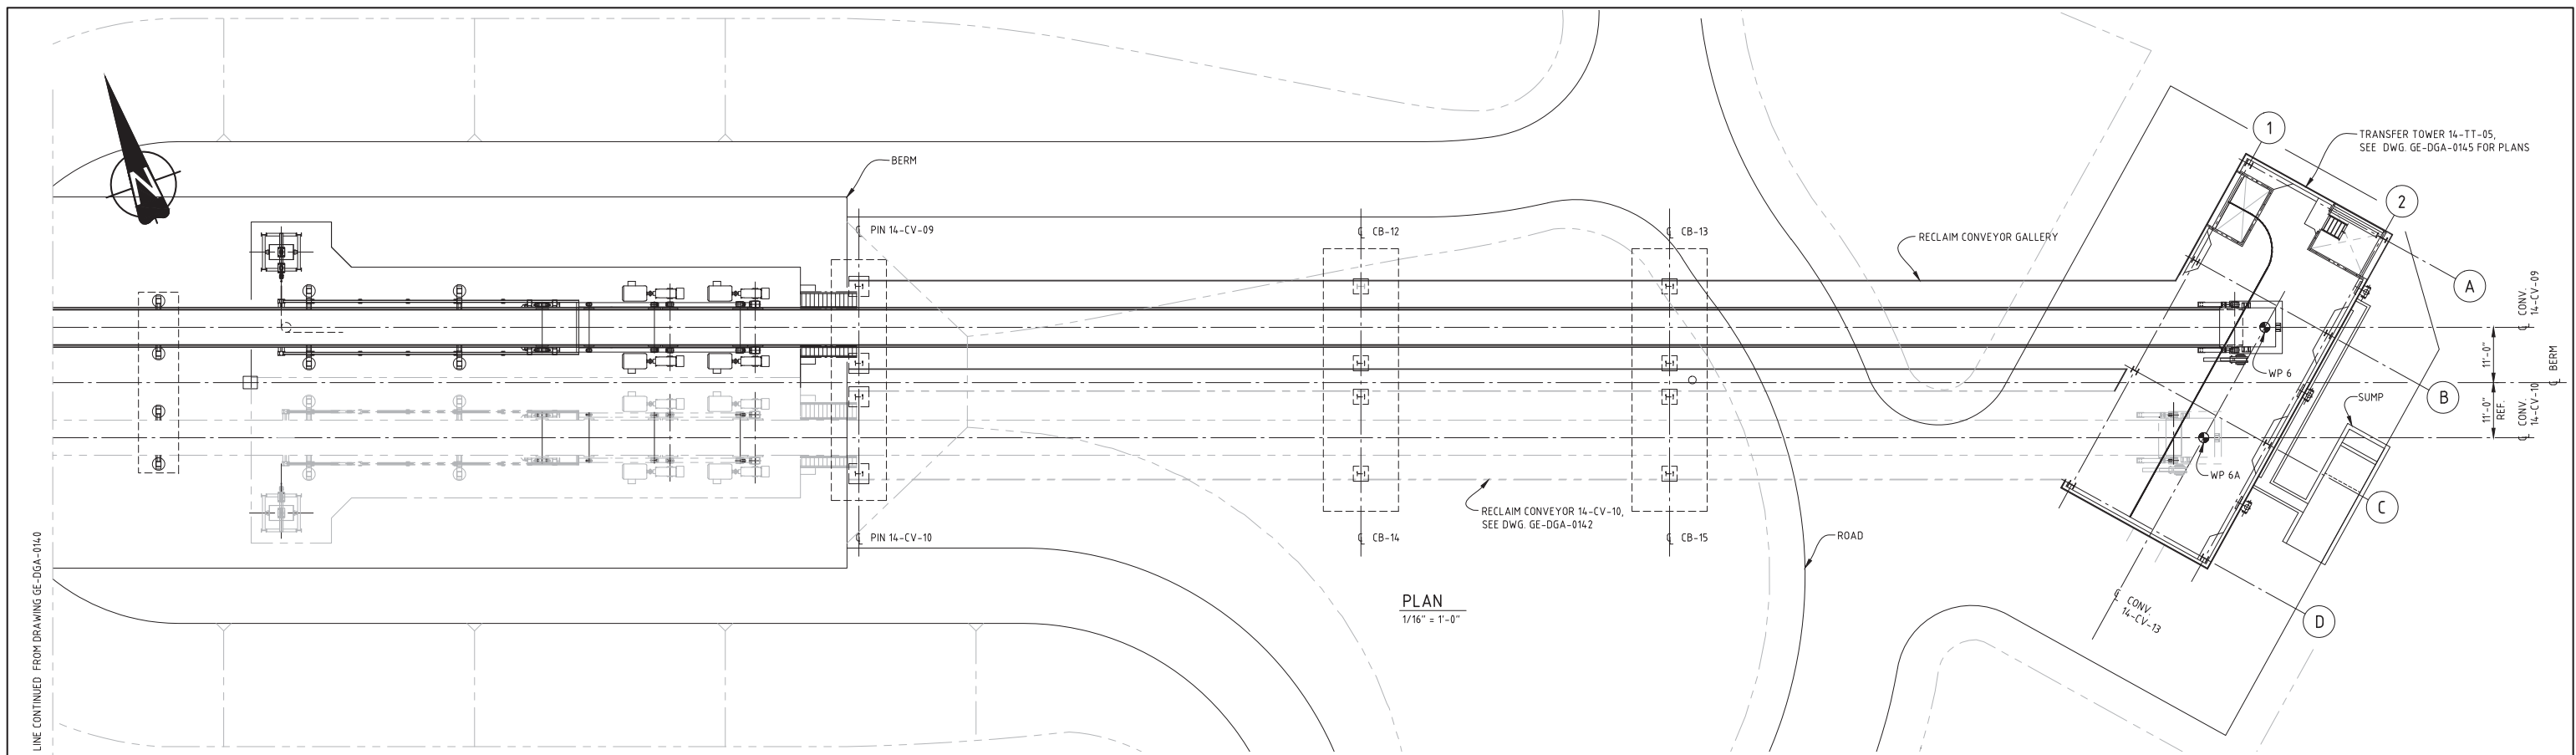 N
BERM
℄ PIN 14-CV-09
℄ CB-12
℄ CB-13
RECLAIM CONVEYOR GALLERY
1
TRANSFER TOWER 14-TT-05,
SEE DWG. GE-DGA-0145 FOR PLANS
2
A
℄ CONV.
14-CV-09
11'-0"
℄ BERM
11'-0"
REF.
℄ CONV.
14-CV-10
WP 6
B
SUMP
WP 6A
C
RECLAIM CONVEYOR 14-CV-10,
SEE DWG. GE-DGA-0142
℄ PIN 14-CV-10
℄ CB-14
℄ CB-15
ROAD
PLAN
1/16" = 1'-0"
℄ CONV.
14-CV-13
D
LINE CONTINUED FROM DRAWING GE-DGA-0140